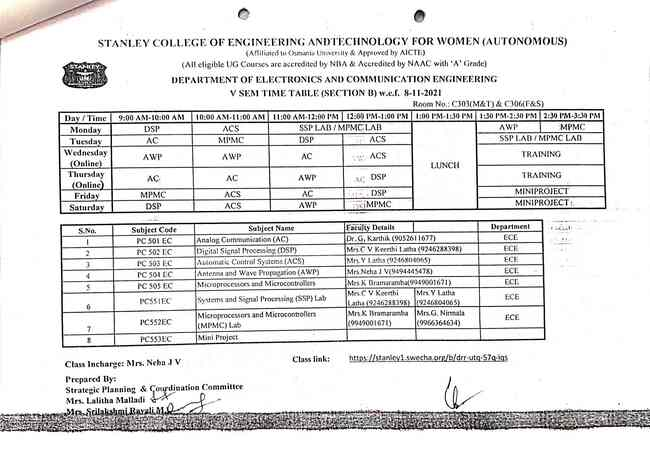 STANLEY COLLEGE OF ENGINEERING ANDTECHNOLOGY FOR WOMEN (AUTONOMOUS)
(Affiliated to Osmania University & Approved by AICTE)
(All eligible UG Courses are accredited by NBA & Accredited by NAAC with 'A' Grade)
STANLEY
DEPARTMENT OF ELECTRONICS AND COMMUNICATION ENGINEERING
V SEM TIME TABLE (SECTION B) w.e.f. 8-11-2021
Room No.: C303(M&T) & C306(F&S)
Day / Time 9:00 AM-10:00 AM 10:00 AM-11:00 AM 11:00 AM-12:00 PM 12:00 PM-1:00 PM 1:00 PM-1:30 PM 1:30 PM-2:30 PM 2:30 PM-3:30 PM
Monday DSP ACS SSP LAB / MPMC LAB LUNCH AWP MPMC
Tuesday AC MPMC DSP ACS SSP LAB / MPMC LAB
Wednesday (Online) AWP AWP AC ACS TRAINING
Thursday (Online) AC AC AWP AC DSP TRAINING
Friday MPMC ACS AC DSP MINIPROJECT
Saturday DSP ACS AWP MPMC MINIPROJECT
S.No. Subject Code Subject Name Faculty Details Department
1 PC 501 EC Analog Communication (AC) Dr. G. Karthik (9052611677) ECE
2 PC 502 EC Digital Signal Processing (DSP) Mrs.C V Keerthi Latha (9246288398) ECE
3 PC 503 EC Automatic Control Systems (ACS) Mrs.Y Latha (9246804065) ECE
4 PC 504 EC Antenna and Wave Propagation (AWP) Mrs.Neha J V(9494445478) ECE
5 PC 505 EC Microprocessors and Microcontrollers Mrs.K Bramaramba(9949001671) ECE
6 PC551EC Systems and Signal Processing (SSP) Lab Mrs.C V Keerthi Latha (9246288398) Mrs.Y Latha (9246804065) ECE
7 PC552EC Microprocessors and Microcontrollers (MPMC) Lab Mrs.K Bramaramba (9949001671) Mrs.G. Nirmala (9966364634) ECE
8 PC553EC Mini Project
Class Incharge: Mrs. Neha J V Class link: https://stanley1.swecha.org/b/drr-utq-57q-iqs
Prepared By:
Strategic Planning & Coordination Committee
Mrs. Lalitha Malladi
Mrs. Srilakshmi Ravali M.